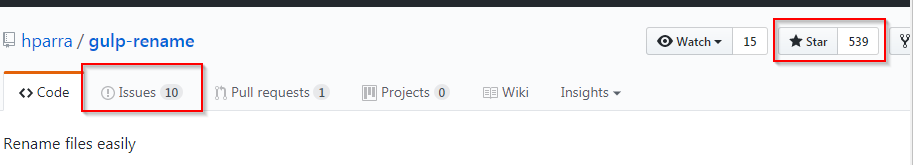 hparra / gulp-rename
Watch 15 Star 539
Code Issues 10 Pull requests 1 Projects 0 Wiki Insights
Rename files easily